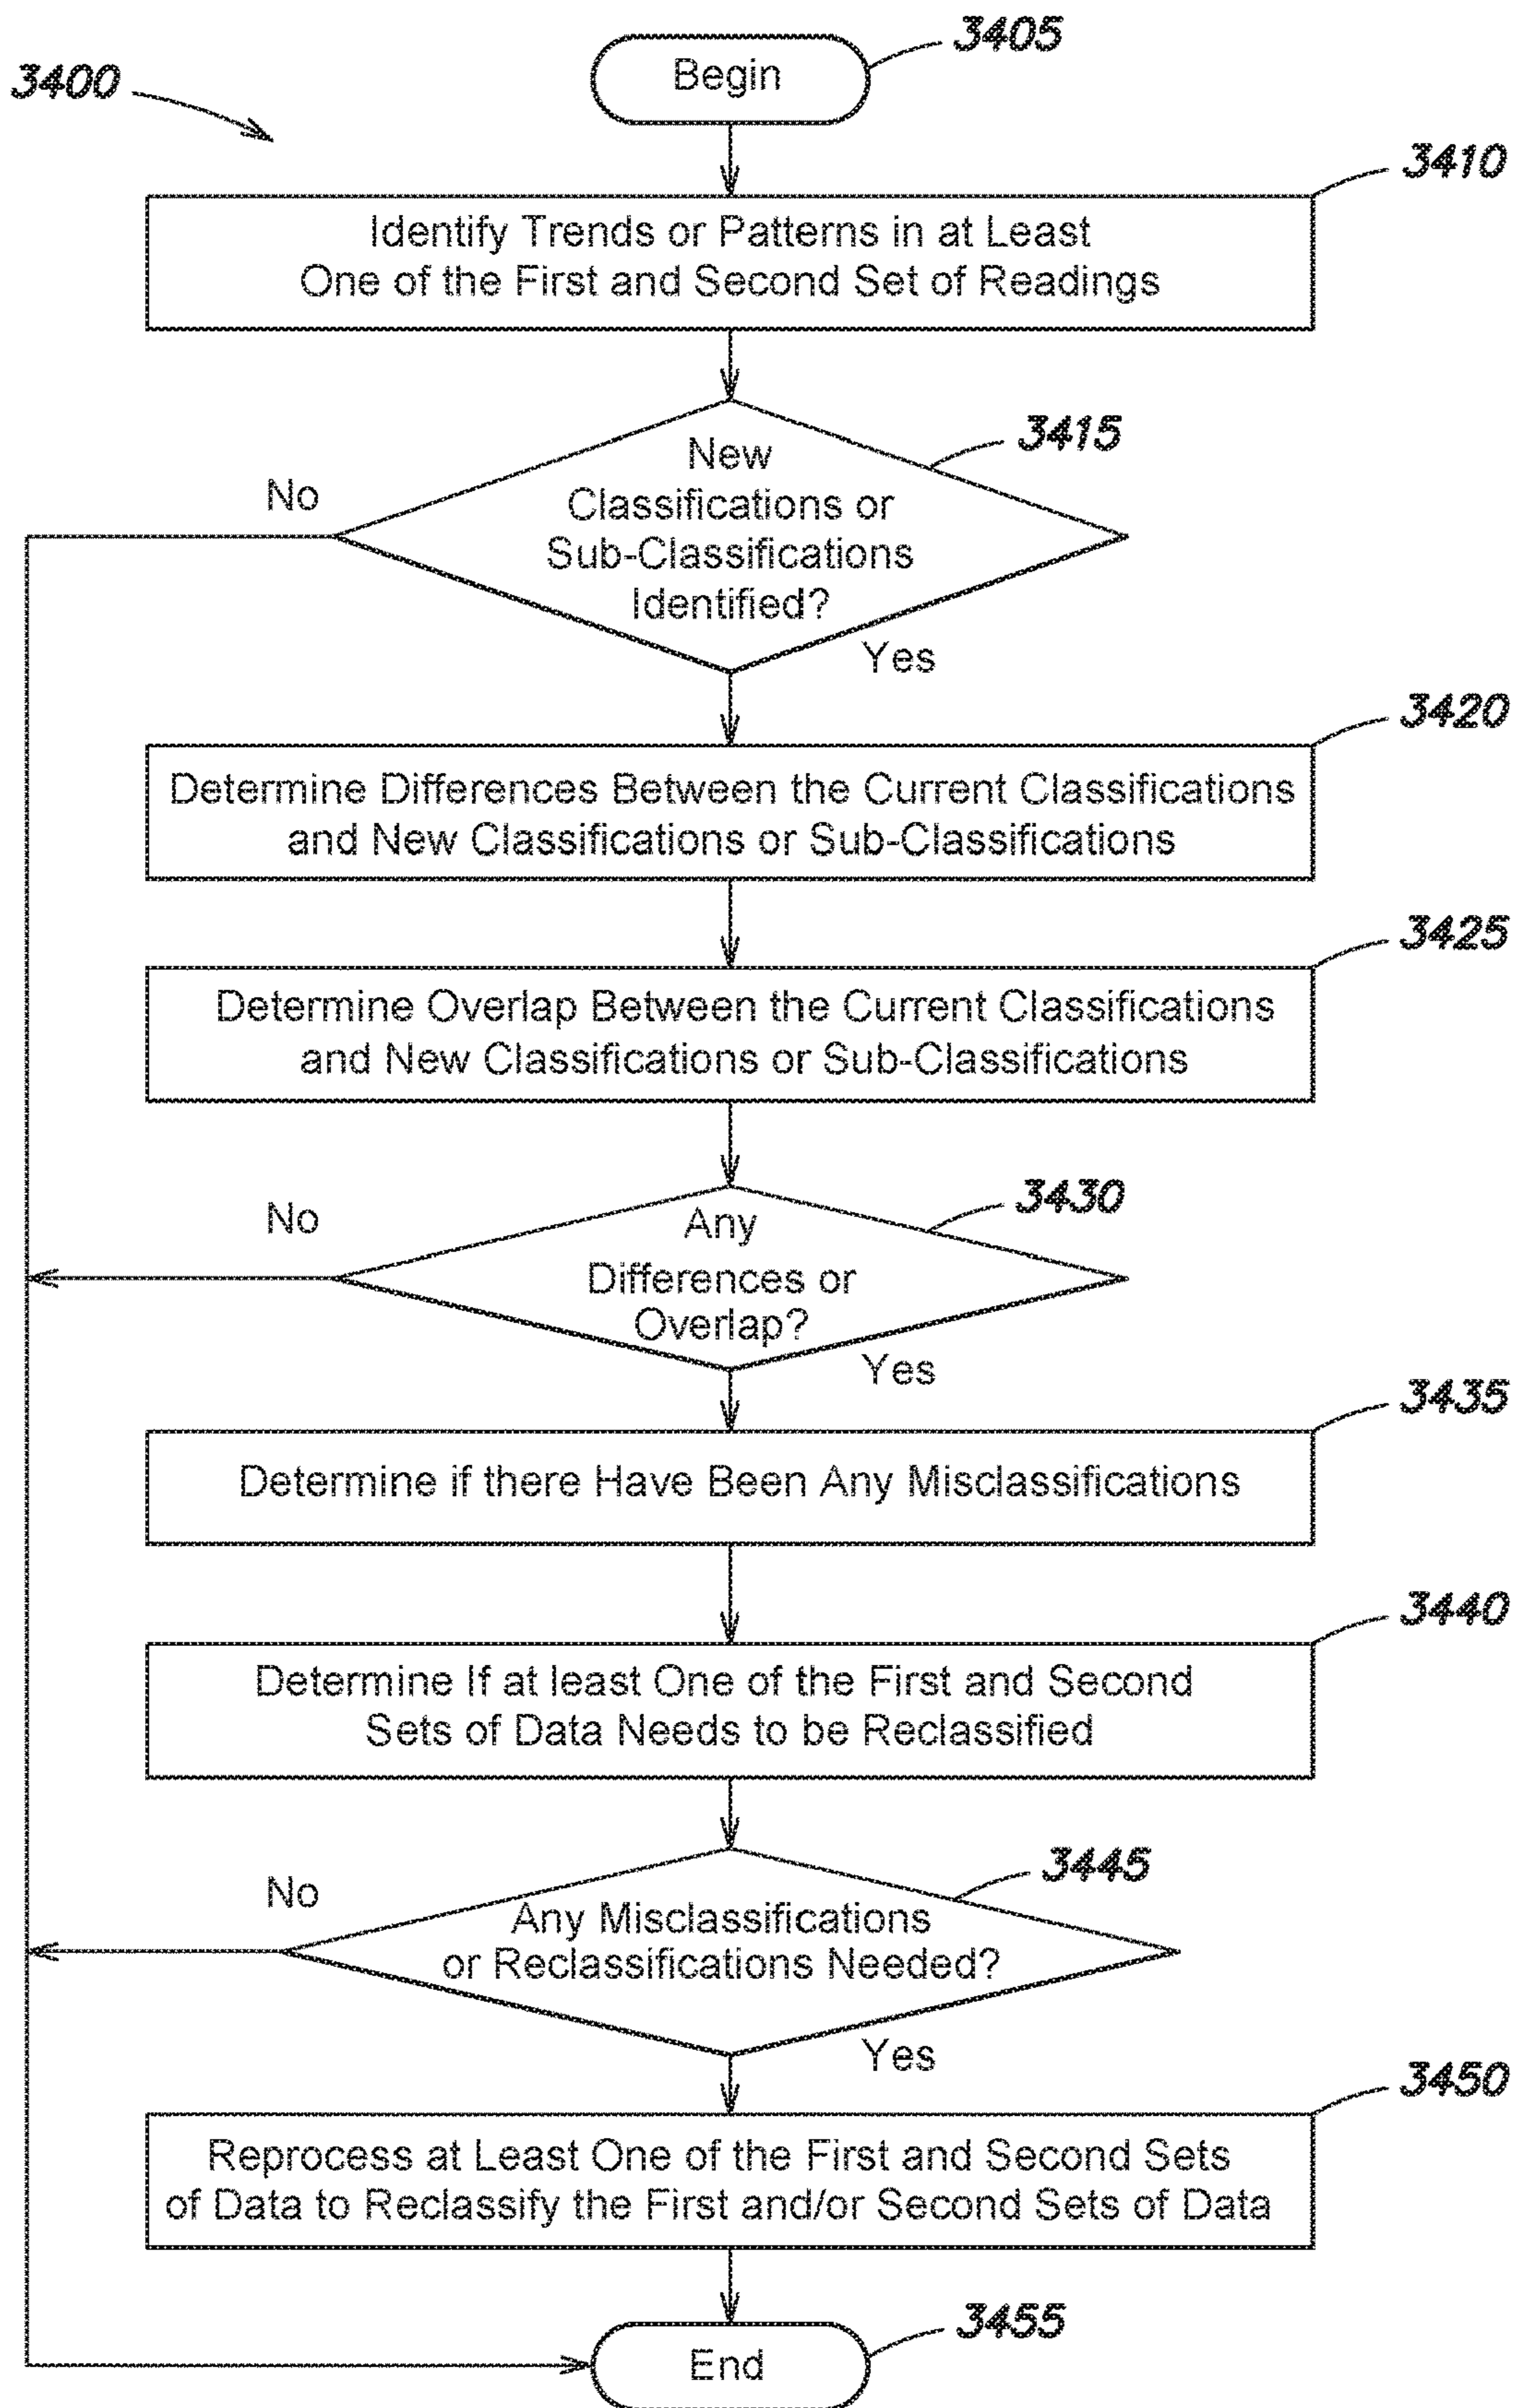 3405
Begin
3400
3410
Identify Trends or Patterns in at Least
One of the First and Second Set of Readings
3415
New
Classifications or
Sub-Classifications
Identified?
No
Yes
3420
Determine Differences Between the Current Classifications
and New Classifications or Sub-Classifications
3425
Determine Overlap Between the Current Classifications
and New Classifications or Sub-Classifications
3430
Any
Differences or
Overlap?
No
Yes
3435
Determine if there Have Been Any Misclassifications
3440
Determine If at least One of the First and Second
Sets of Data Needs to be Reclassified
3445
Any Misclassifications
or Reclassifications Needed?
No
Yes
3450
Reprocess at Least One of the First and Second Sets
of Data to Reclassify the First and/or Second Sets of Data
3455
End